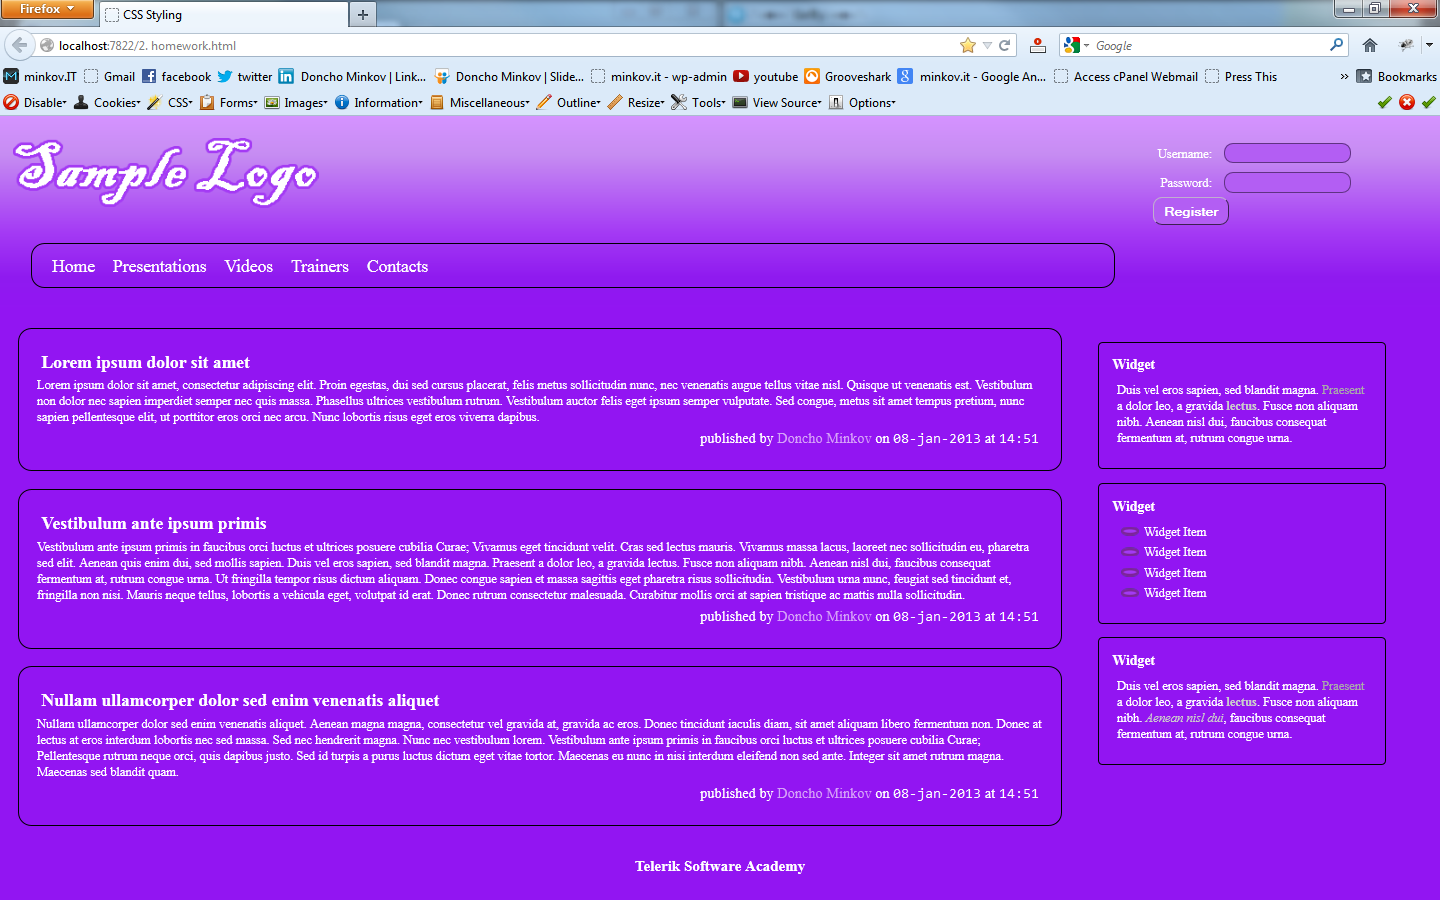 Firefox
CSS Styling
localhost:7822/2. homework.html
Google
minkov.IT Gmail facebook twitter Doncho Minkov | Link... Doncho Minkov | Slide... minkov.it - wp-admin youtube Grooveshark minkov.it - Google An... Access cPanel Webmail Press This » Bookmarks
Disable Cookies CSS Forms Images Information Miscellaneous Outline Resize Tools View Source Options
Sample Logo
Username:
Password:
Register
Home Presentations Videos Trainers Contacts
Lorem ipsum dolor sit amet
Lorem ipsum dolor sit amet, consectetur adipiscing elit. Proin egestas, dui sed cursus placerat, felis metus sollicitudin nunc, nec venenatis augue tellus vitae nisl. Quisque ut venenatis est. Vestibulum
non dolor nec sapien imperdiet semper nec quis massa. Phasellus ultrices vestibulum rutrum. Vestibulum auctor felis eget ipsum semper vulputate. Sed congue, metus sit amet tempus pretium, nunc
sapien pellentesque elit, ut porttitor eros orci nec arcu. Nunc lobortis risus eget eros viverra dapibus.
published by Doncho Minkov on 08-jan-2013 at 14:51
Vestibulum ante ipsum primis
Vestibulum ante ipsum primis in faucibus orci luctus et ultrices posuere cubilia Curae; Vivamus eget tincidunt velit. Cras sed lectus mauris. Vivamus massa lacus, laoreet nec sollicitudin eu, pharetra
sed elit. Aenean quis enim dui, sed mollis sapien. Duis vel eros sapien, sed blandit magna. Praesent a dolor leo, a gravida lectus. Fusce non aliquam nibh. Aenean nisl dui, faucibus consequat
fermentum at, rutrum congue urna. Ut fringilla tempor risus dictum aliquam. Donec congue sapien et massa sagittis eget pharetra risus sollicitudin. Vestibulum urna nunc, feugiat sed tincidunt et,
fringilla non nisi. Mauris neque tellus, lobortis a vehicula eget, volutpat id erat. Donec rutrum consectetur malesuada. Curabitur mollis orci at sapien tristique ac mattis nulla sollicitudin.
published by Doncho Minkov on 08-jan-2013 at 14:51
Nullam ullamcorper dolor sed enim venenatis aliquet
Nullam ullamcorper dolor sed enim venenatis aliquet. Aenean magna magna, consectetur vel gravida at, gravida ac eros. Donec tincidunt iaculis diam, sit amet aliquam libero fermentum non. Donec at
lectus at eros interdum lobortis nec sed massa. Sed nec hendrerit magna. Nunc nec vestibulum lorem. Vestibulum ante ipsum primis in faucibus orci luctus et ultrices posuere cubilia Curae;
Pellentesque rutrum neque orci, quis dapibus justo. Sed id turpis a purus luctus dictum eget vitae tortor. Maecenas eu nunc in nisi interdum eleifend non sed ante. Integer sit amet rutrum magna.
Maecenas sed blandit quam.
published by Doncho Minkov on 08-jan-2013 at 14:51
Widget
Duis vel eros sapien, sed blandit magna. Praesent
a dolor leo, a gravida lectus. Fusce non aliquam
nibh. Aenean nisl dui, faucibus consequat
fermentum at, rutrum congue urna.
Widget
Widget Item
Widget Item
Widget Item
Widget Item
Widget
Duis vel eros sapien, sed blandit magna. Praesent
a dolor leo, a gravida lectus. Fusce non aliquam
nibh. Aenean nisl dui, faucibus consequat
fermentum at, rutrum congue urna.
Telerik Software Academy